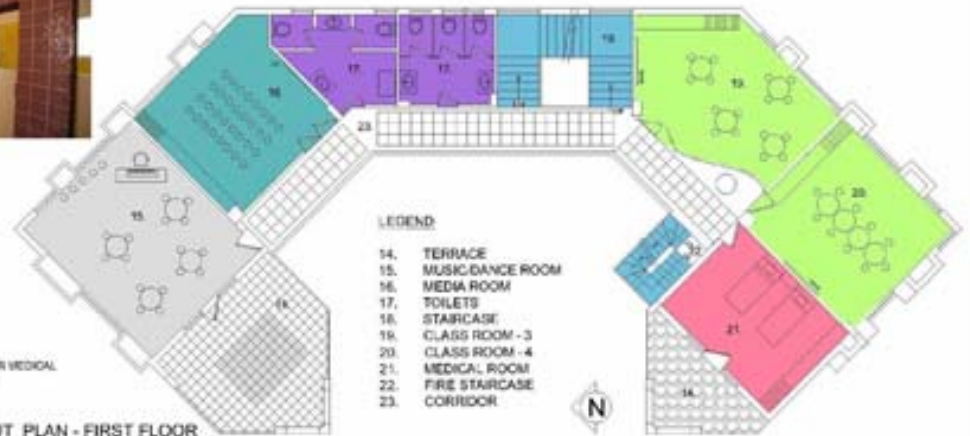 17.
17.
18.
19.
16.
23.
20.
15.
LEGEND:
14. TERRACE
15. MUSIC/DANCE ROOM
16. MEDIA ROOM
17. TOILETS
18. STAIRCASE
19. CLASS ROOM - 3
20. CLASS ROOM - 4
21. MEDICAL ROOM
22. FIRE STAIRCASE
23. CORRIDOR
21.
14.
14.
N
MEDICAL
PLAN - FIRST FLOOR